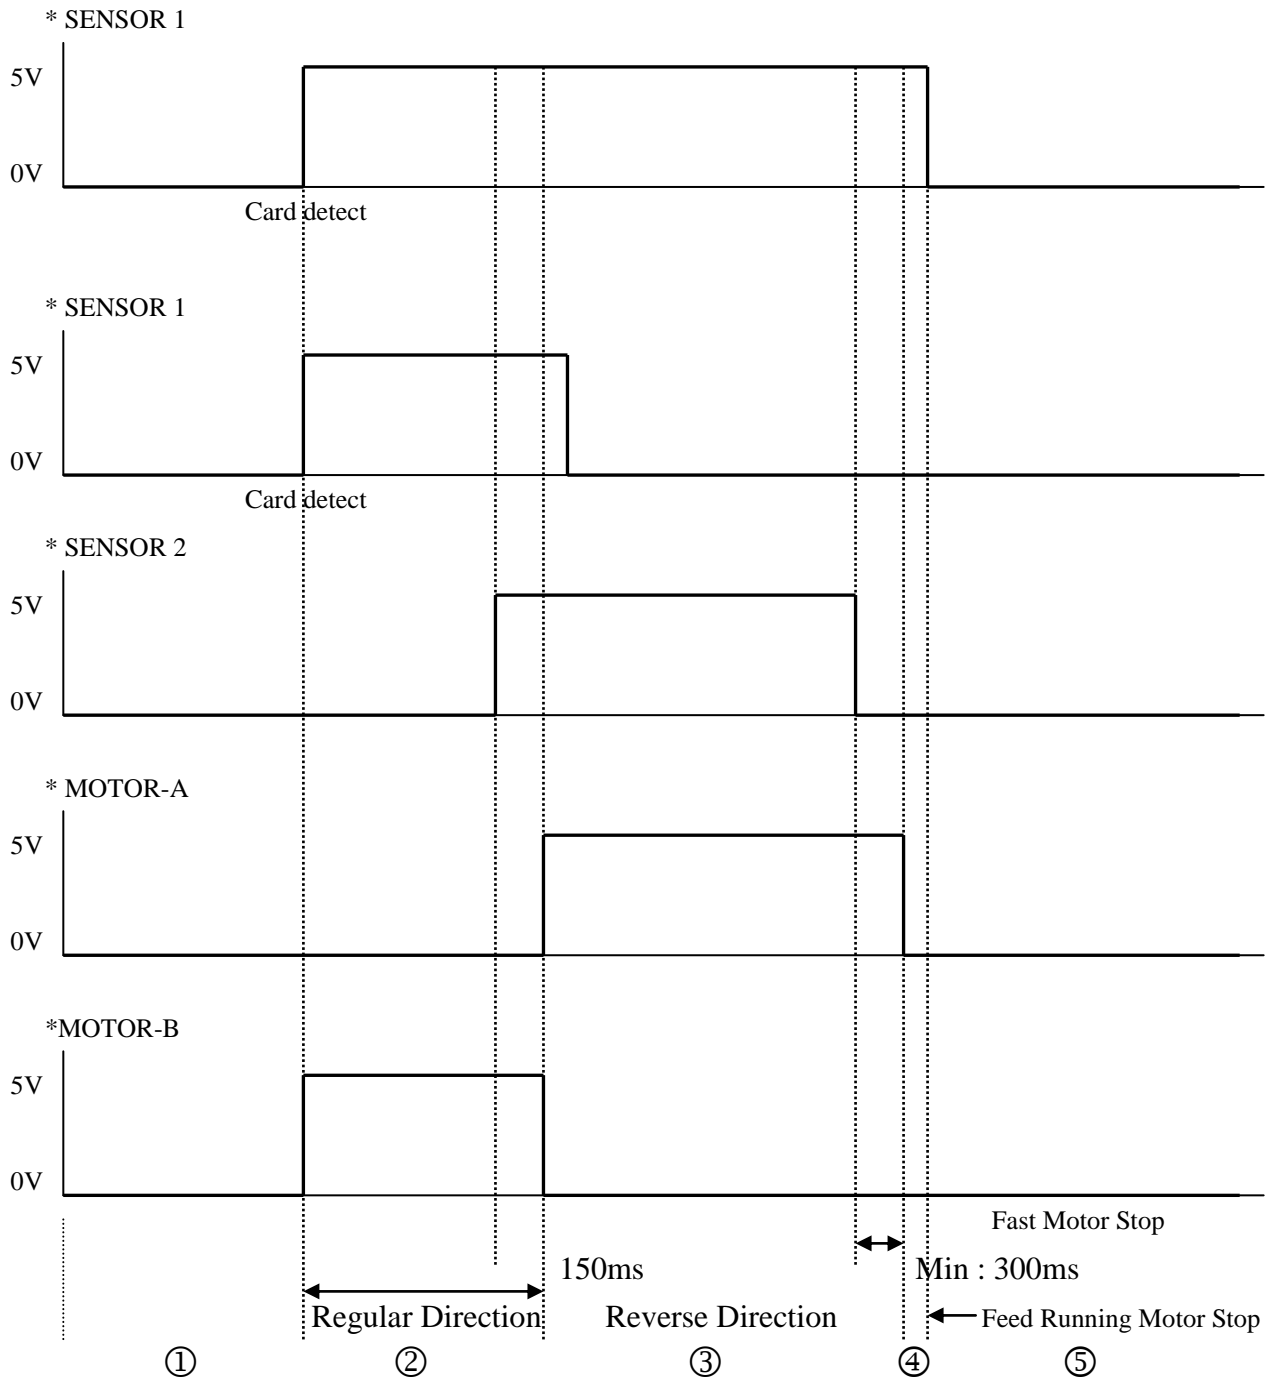 * SENSOR 1
5V
0V
Card detect
* SENSOR 1
5V
0V
Card detect
* SENSOR 2
5V
0V
* MOTOR-A
5V
0V
*MOTOR-B
5V
0V
Fast Motor Stop
150ms
Min : 300ms
Regular Direction
Reverse Direction
Feed Running Motor Stop
① ② ③ ④ ⑤